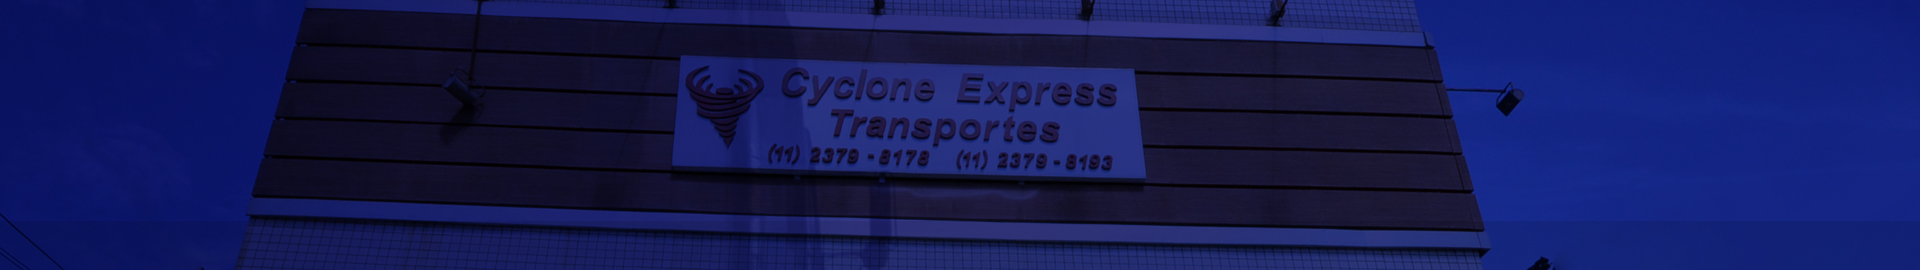 Cyclone Express
Transportes
(11) 2379 - 8178 (11) 2379 - 8193